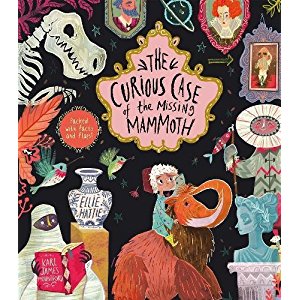 THE
CURIOUS CASE
of the MISSING
MAMMOTH
Packed
with Facts
and Flaps!
ELLIE
HATTIE
KARL
JAMES
MOUNTFORD